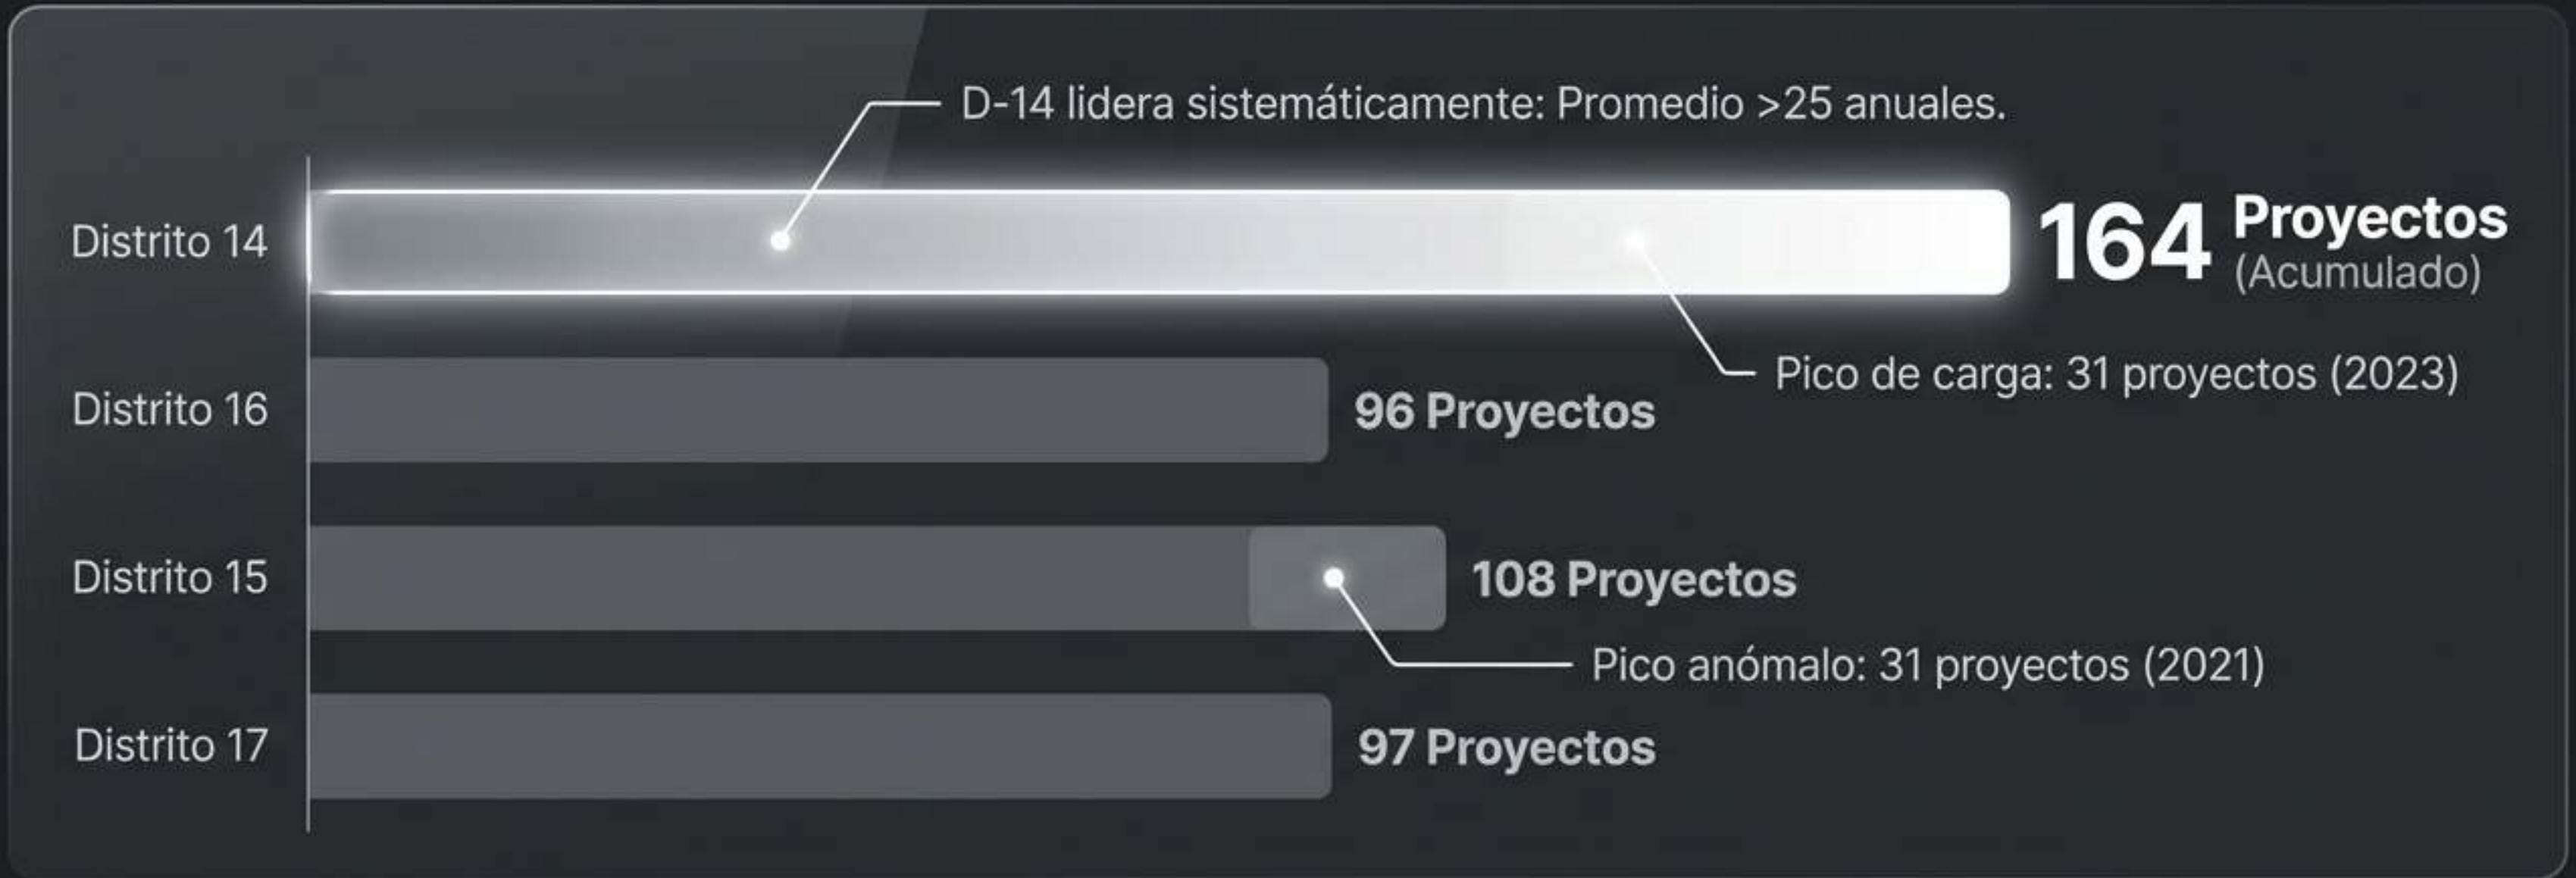 D-14 lidera sistemáticamente: Promedio >25 anuales.
Distrito 14
164 Proyectos
(Acumulado)
Pico de carga: 31 proyectos (2023)
Distrito 16
96 Proyectos
Distrito 15
108 Proyectos
Pico anómalo: 31 proyectos (2021)
Distrito 17
97 Proyectos